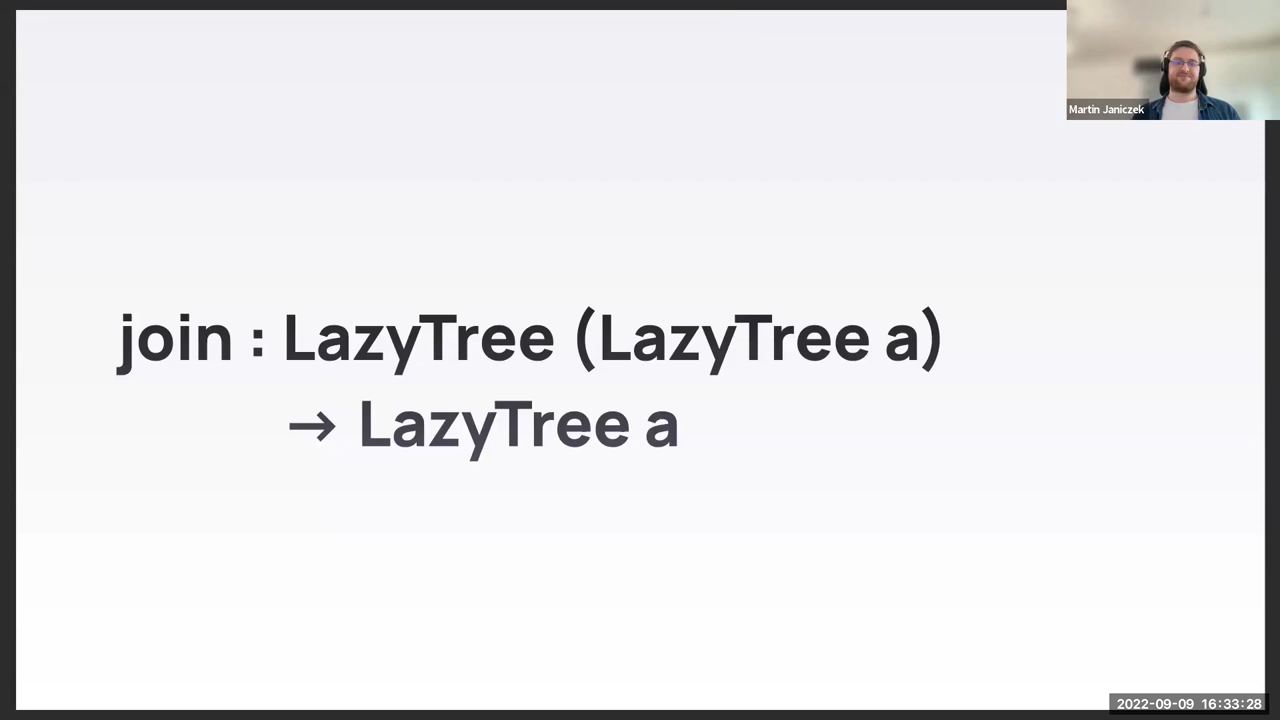 Martin Janiczek
join : LazyTree (LazyTree a)
→ LazyTree a
2022-09-09 16:33:28